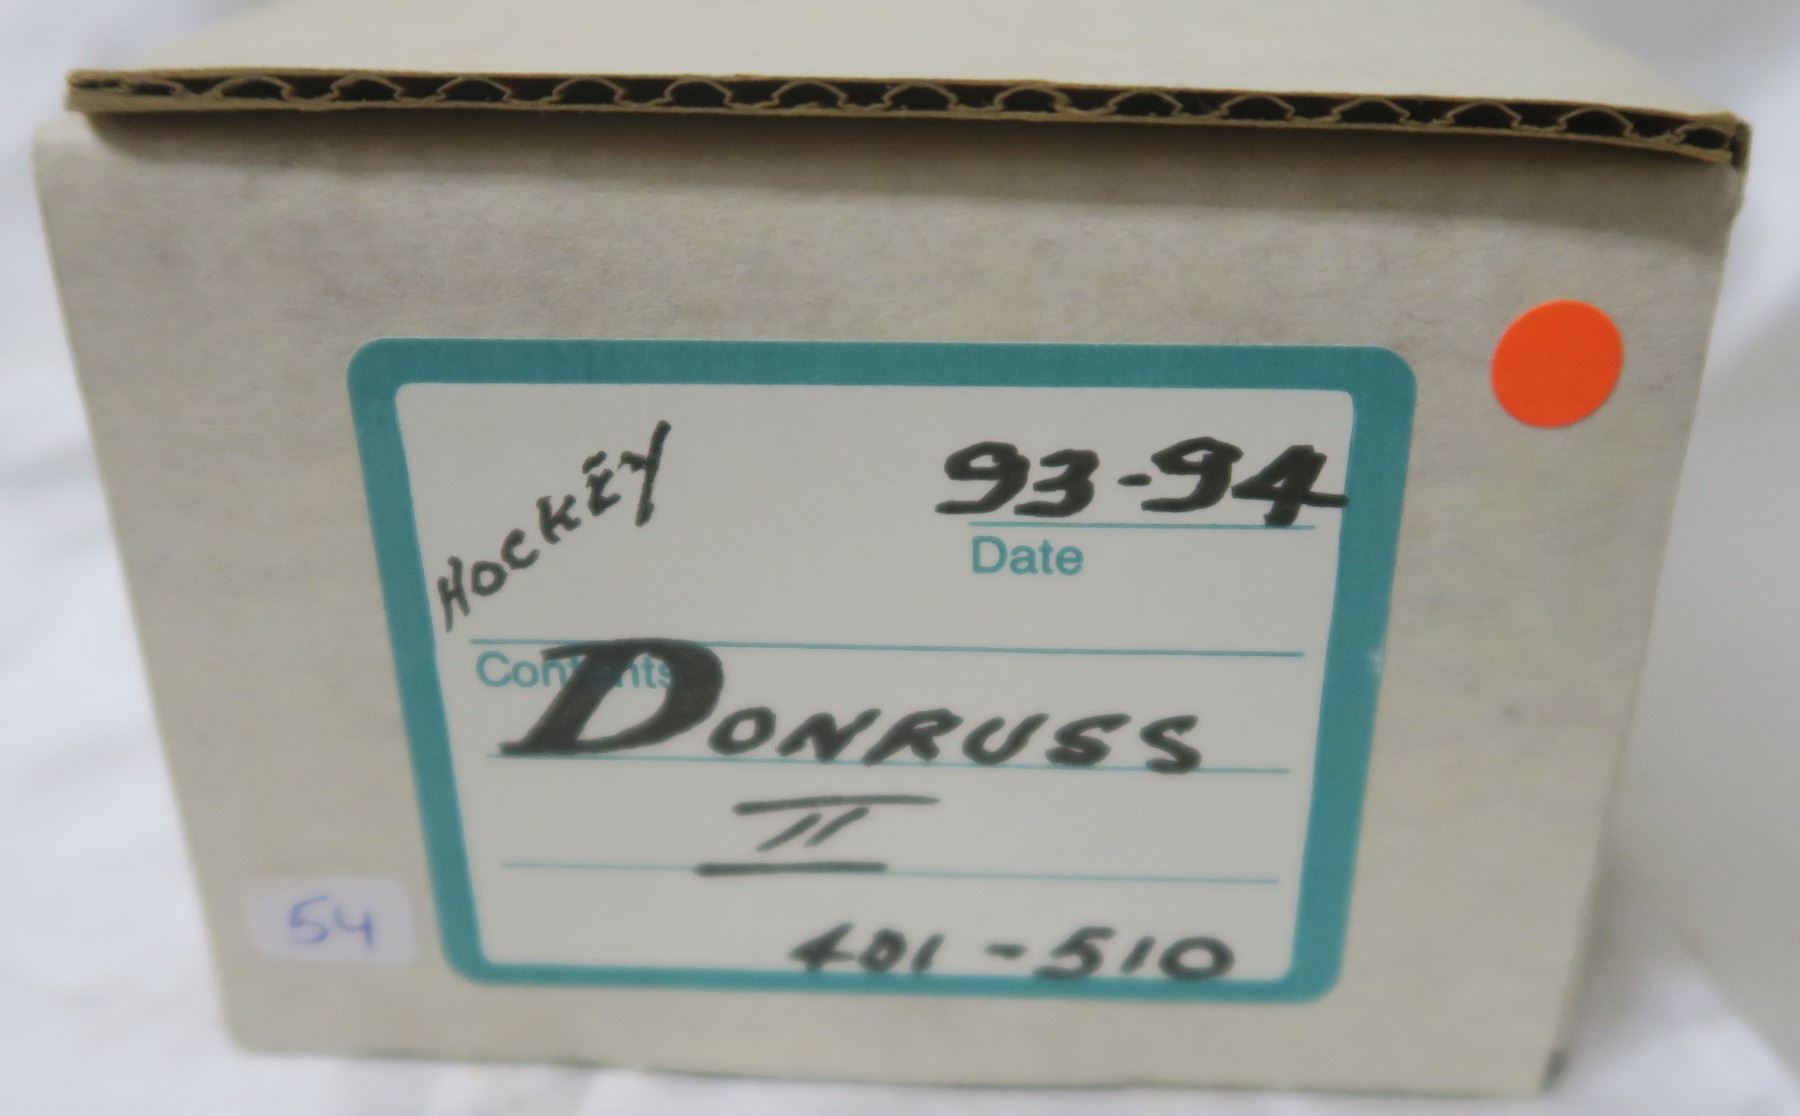 HOCKEY
93-94
Date
Contents
DONRUSS
II
401-510
54